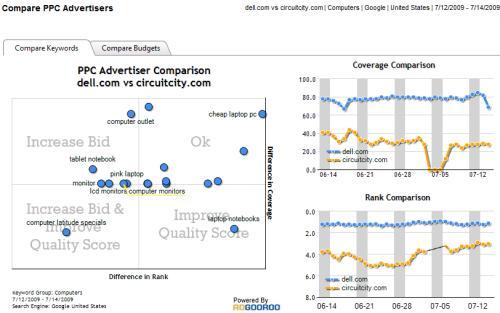 Compare PPC Advertisers
dell.com vs circuitcity.com | Computers | Google | United States | 7/12/2009 - 7/14/2009
Compare Keywords
Compare Budgets
PPC Advertiser Comparison
dell.com vs circuitcity.com
computer outlet
cheap laptop pc
Increase Bid
Ok
tablet notebook
pink laptop
monitor
lcd monitors
computer monitors
Increase Bid &
Improve
Quality Score
computer latitude specials
Improve
Quality Score
laptop notebooks
Difference in Coverage
Difference in Rank
Keyword Group: Computers
7/12/2009 - 7/14/2009
Search Engine: Google United States
Powered By
ADGOOROO
Coverage Comparison
100.0
80.0
60.0
40.0
20.0
0.0
dell.com
circuitcity.com
06-14
06-21
06-28
07-05
07-12
Rank Comparison
0.0
2.0
4.0
6.0
8.0
dell.com
circuitcity.com
06-14
06-21
06-28
07-05
07-12